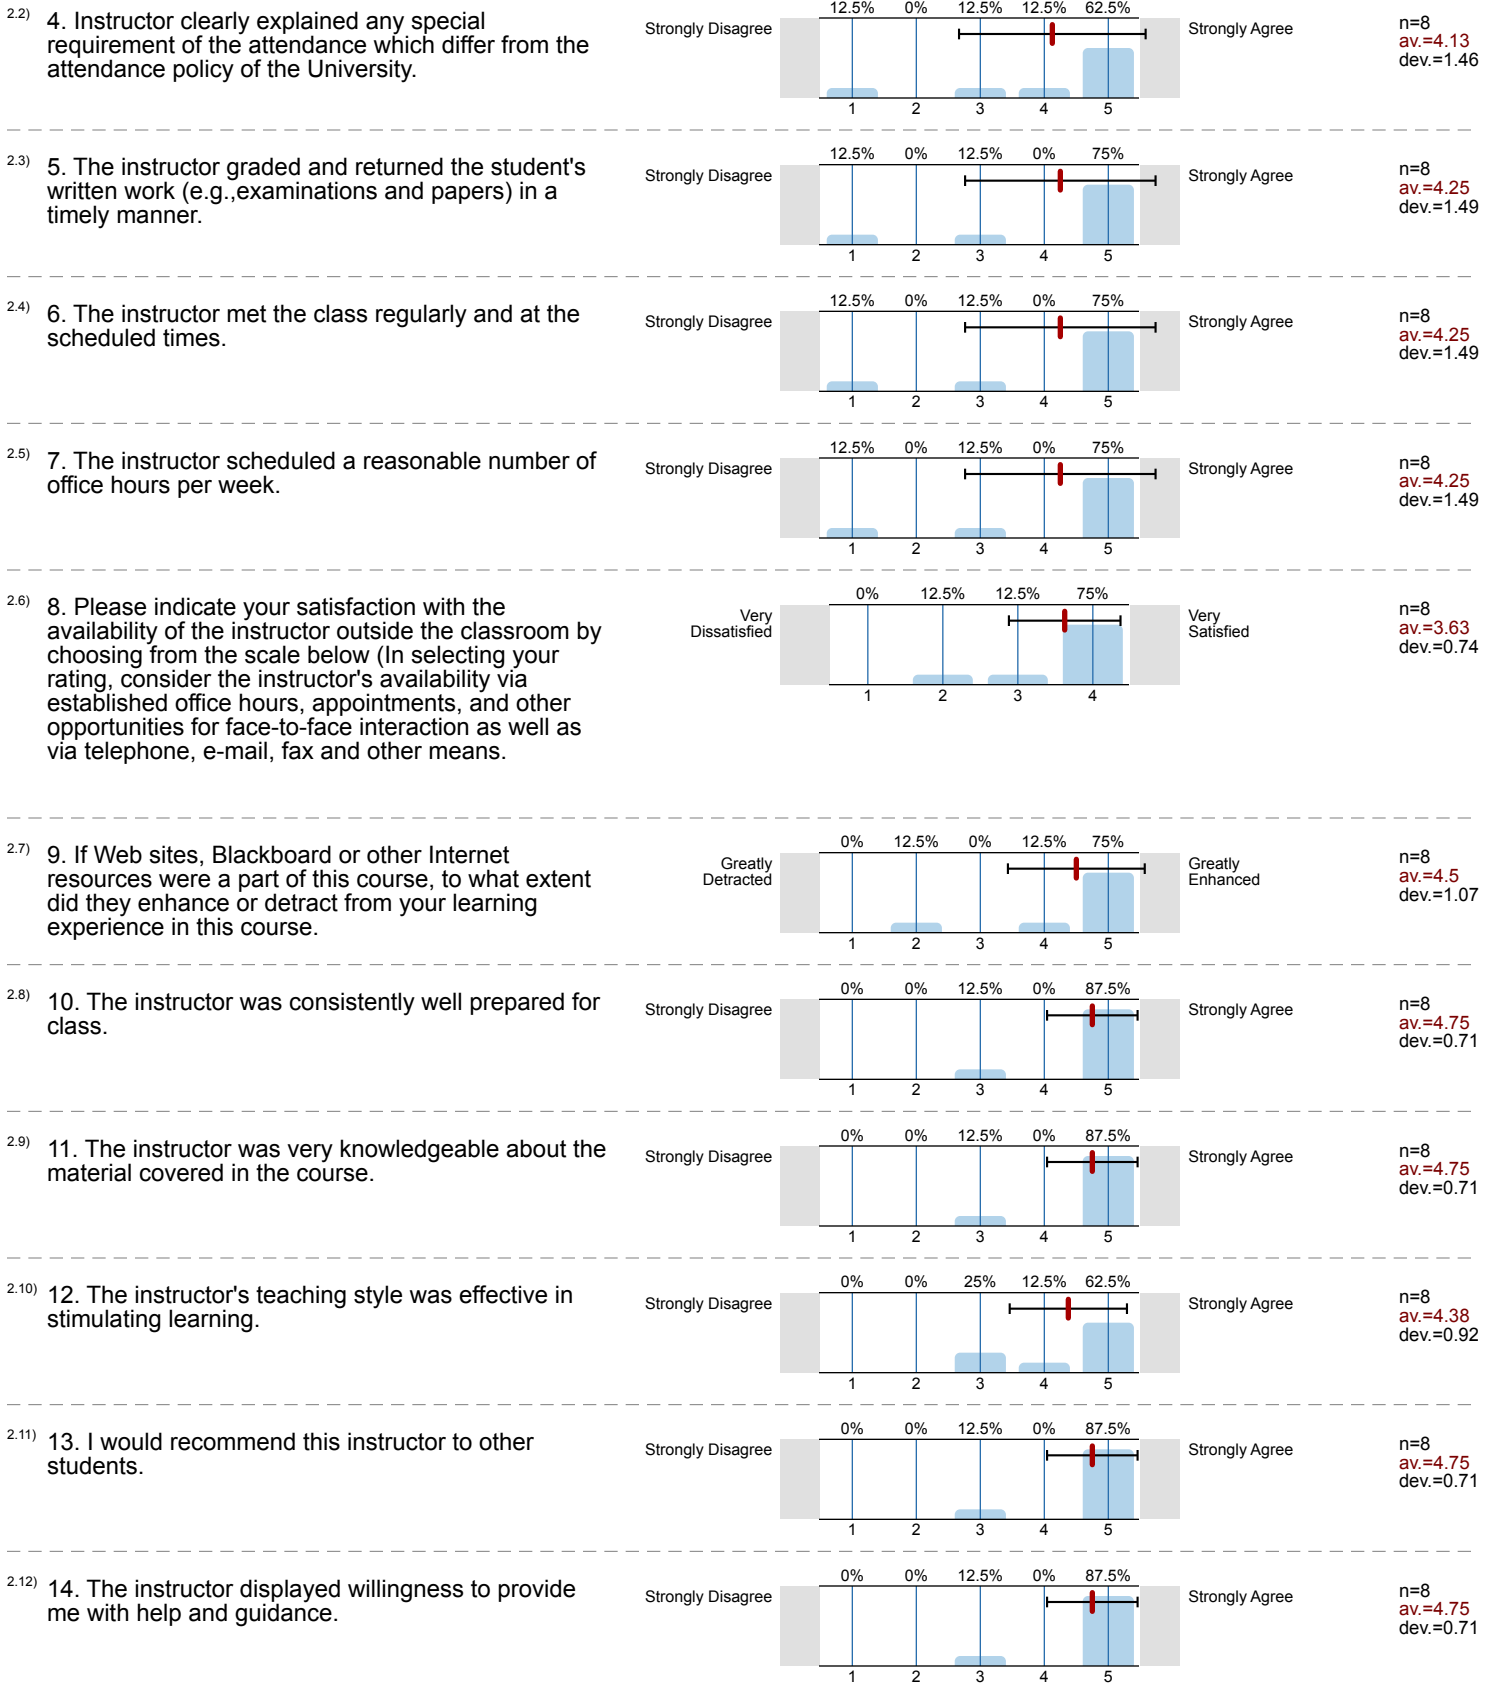 2.2) 4. Instructor clearly explained any special
requirement of the attendance which differ from the
attendance policy of the University.
12.5% 0% 12.5% 12.5% 62.5%
Strongly Disagree
Strongly Agree
1 2 3 4 5
n=8
av.=4.13
dev.=1.46
2.3) 5. The instructor graded and returned the student's
written work (e.g.,examinations and papers) in a
timely manner.
12.5% 0% 12.5% 0% 75%
Strongly Disagree
Strongly Agree
1 2 3 4 5
n=8
av.=4.25
dev.=1.49
2.4) 6. The instructor met the class regularly and at the
scheduled times.
12.5% 0% 12.5% 0% 75%
Strongly Disagree
Strongly Agree
1 2 3 4 5
n=8
av.=4.25
dev.=1.49
2.5) 7. The instructor scheduled a reasonable number of
office hours per week.
12.5% 0% 12.5% 0% 75%
Strongly Disagree
Strongly Agree
1 2 3 4 5
n=8
av.=4.25
dev.=1.49
2.6) 8. Please indicate your satisfaction with the
availability of the instructor outside the classroom by
choosing from the scale below (In selecting your
rating, consider the instructor's availability via
established office hours, appointments, and other
opportunities for face-to-face interaction as well as
via telephone, e-mail, fax and other means.
0% 12.5% 12.5% 75%
Very
Dissatisfied
Very
Satisfied
1 2 3 4
n=8
av.=3.63
dev.=0.74
2.7) 9. If Web sites, Blackboard or other Internet
resources were a part of this course, to what extent
did they enhance or detract from your learning
experience in this course.
0% 12.5% 0% 12.5% 75%
Greatly
Detracted
Greatly
Enhanced
1 2 3 4 5
n=8
av.=4.5
dev.=1.07
2.8) 10. The instructor was consistently well prepared for
class.
0% 0% 12.5% 0% 87.5%
Strongly Disagree
Strongly Agree
1 2 3 4 5
n=8
av.=4.75
dev.=0.71
2.9) 11. The instructor was very knowledgeable about the
material covered in the course.
0% 0% 12.5% 0% 87.5%
Strongly Disagree
Strongly Agree
1 2 3 4 5
n=8
av.=4.75
dev.=0.71
2.10) 12. The instructor's teaching style was effective in
stimulating learning.
0% 0% 25% 12.5% 62.5%
Strongly Disagree
Strongly Agree
1 2 3 4 5
n=8
av.=4.38
dev.=0.92
2.11) 13. I would recommend this instructor to other
students.
0% 0% 12.5% 0% 87.5%
Strongly Disagree
Strongly Agree
1 2 3 4 5
n=8
av.=4.75
dev.=0.71
2.12) 14. The instructor displayed willingness to provide
me with help and guidance.
0% 0% 12.5% 0% 87.5%
Strongly Disagree
Strongly Agree
1 2 3 4 5
n=8
av.=4.75
dev.=0.71